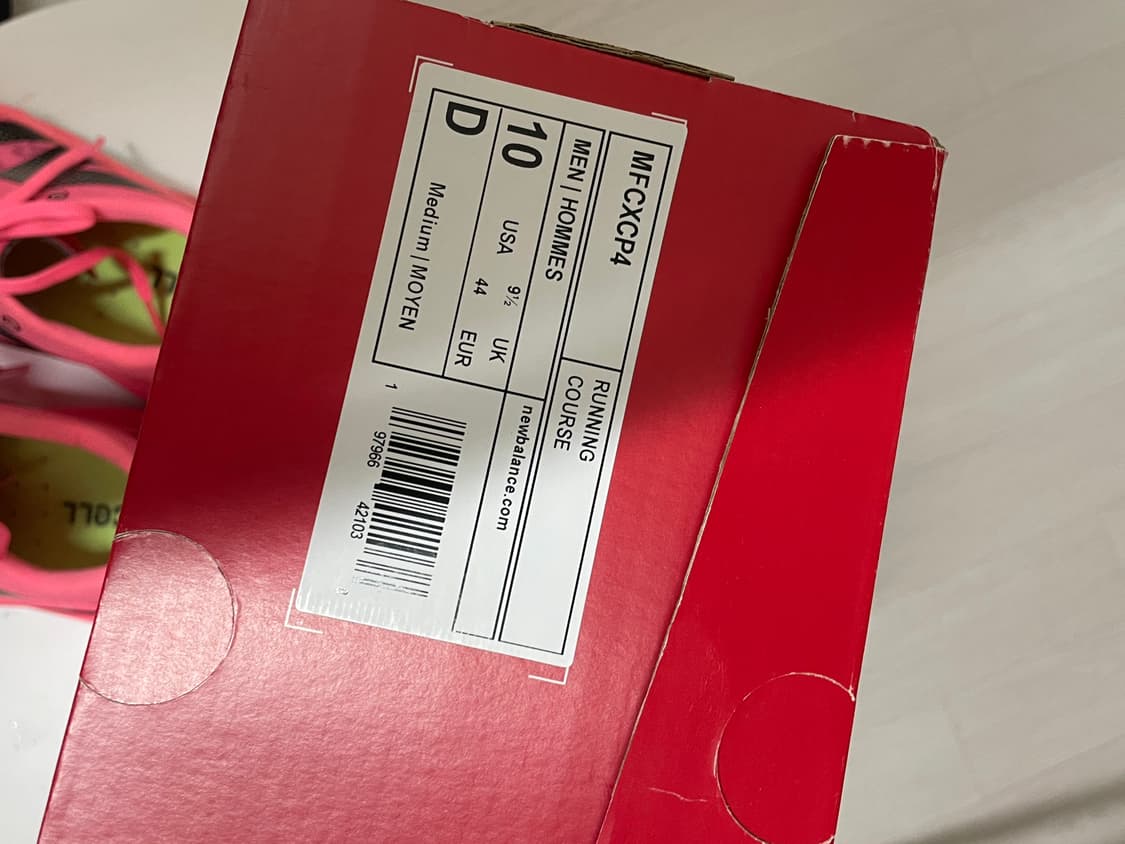 MFCXCP4
RUNNING
COURSE
MEN | HOMMES
newbalance.com
10 USA 9½ UK
44 EUR
D Medium | MOYEN
1 97966 42103